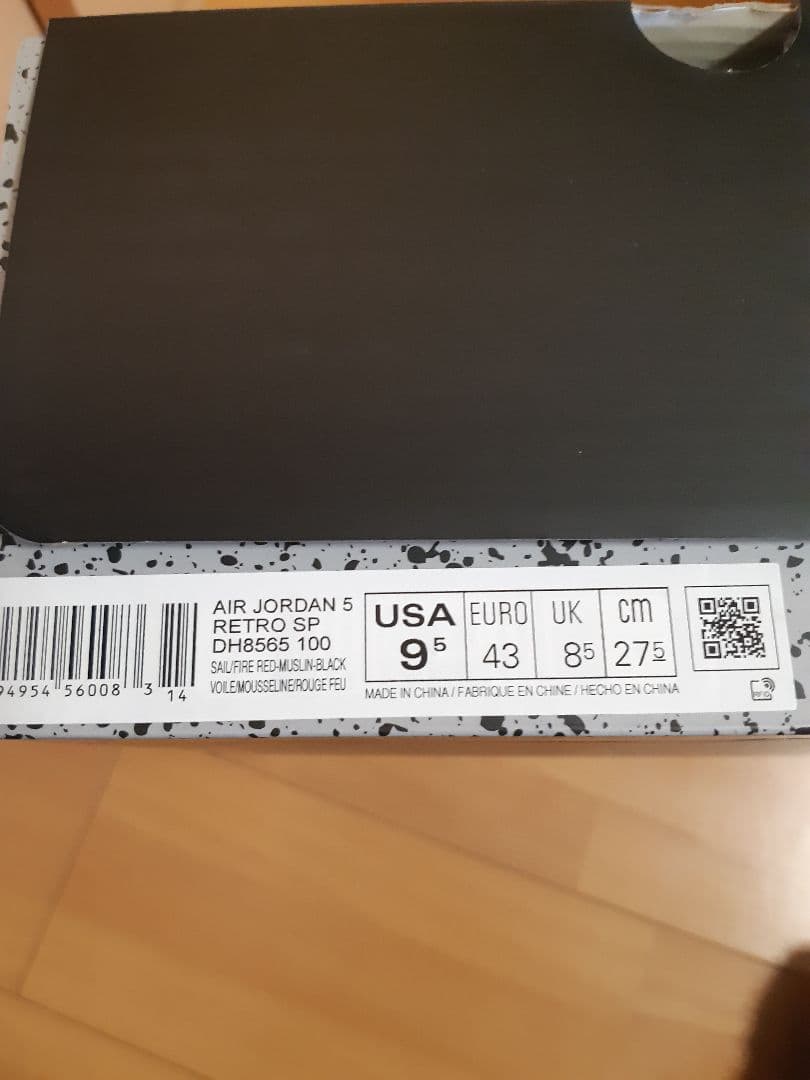 AIR JORDAN 5
RETRO SP
DH8565 100
SAIL/FIRE RED-MUSLIN-BLACK
VOILE/MOUSSELINE/ROUGE FEU
94954 56008 3 14
USA EURO UK cm
9⁵ 43 8⁵ 27⁵
MADE IN CHINA / FABRIQUE EN CHINE / HECHO EN CHINA
RFID